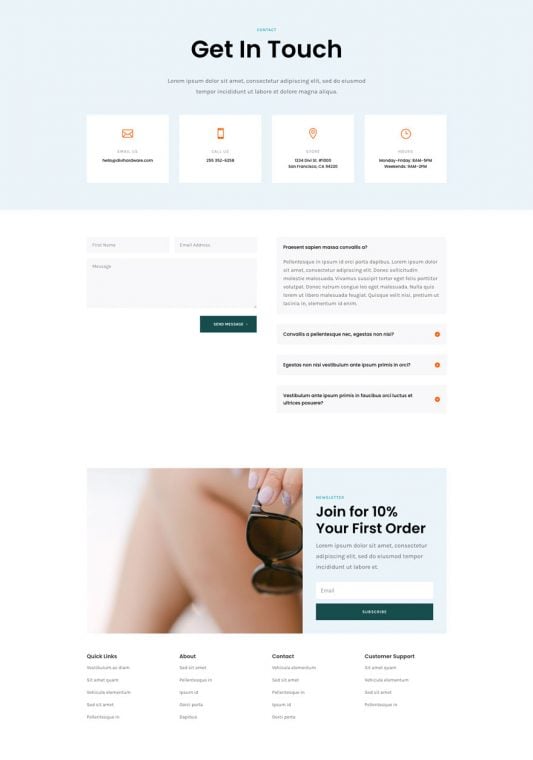 CONTACT
Get In Touch
Lorem ipsum dolor sit amet, consectetur adipiscing elit, sed do eiusmod
tempor incididunt ut labore et dolore magna aliqua.
EMAIL US
hello@divihardware.com
CALL US
255 352-6258
STORE
1234 Divi St. #1000
San Francisco, CA 94220
HOURS
Monday-Friday: 8AM-5PM
Weekends: 9AM-2PM
First Name
Email Address
Message
SEND MESSAGE
Praesent sapien massa convallis a?
Pellentesque in ipsum id orci porta dapibus. Lorem ipsum dolor
sit amet, consectetur adipiscing elit. Donec sollicitudin
molestie malesuada. Vivamus suscipit tortor eget felis porttitor
volutpat. Donec rutrum congue leo eget malesuada. Nulla quis
lorem ut libero malesuada feugiat. Quisque velit nisi, pretium ut
lacinia in, elementum id enim.
Convallis a pellentesque nec, egestas non nisi?
Egestas non nisi vestibulum ante ipsum primis in orci?
Vestibulum ante ipsum primis in faucibus orci luctus et
ultrices posuere?
NEWSLETTER
Join for 10%
Your First Order
Lorem ipsum dolor sit amet, consectetur
adipiscing elit, sed do eiusmod tempor
incididunt ut labore et.
Email
SUBSCRIBE
Quick Links
Vestibulum ac diam
Sit amet quam
Vehicula elementum
Sed sit amet
Pellentesque in
About
Sed sit amet
Pellentesque in
Ipsum id
Dorci porta
Dapibus
Contact
Vehicula elementum
Sed sit amet
Pellentesque in
Ipsum id
Dorci porta
Customer Support
Sit amet quam
Vehicula elementum
Sed sit amet
Pellentesque in